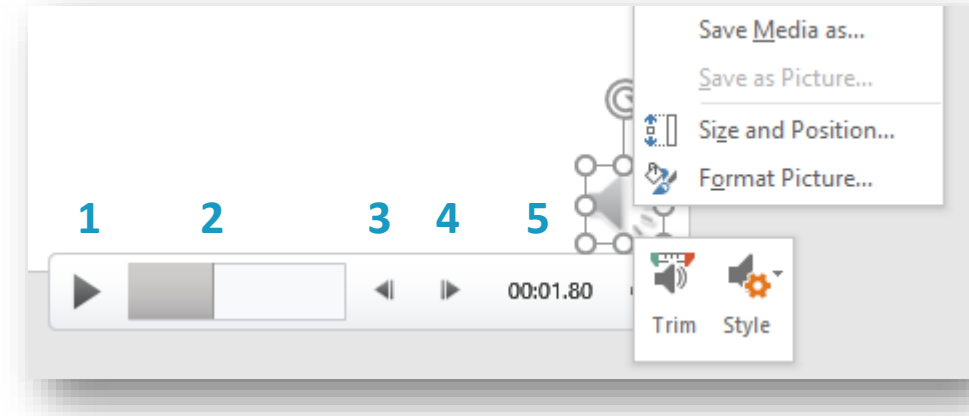 Save Media as...
Save as Picture...
Size and Position...
Format Picture...
1 2 3 4 5
00:01.80
Trim Style